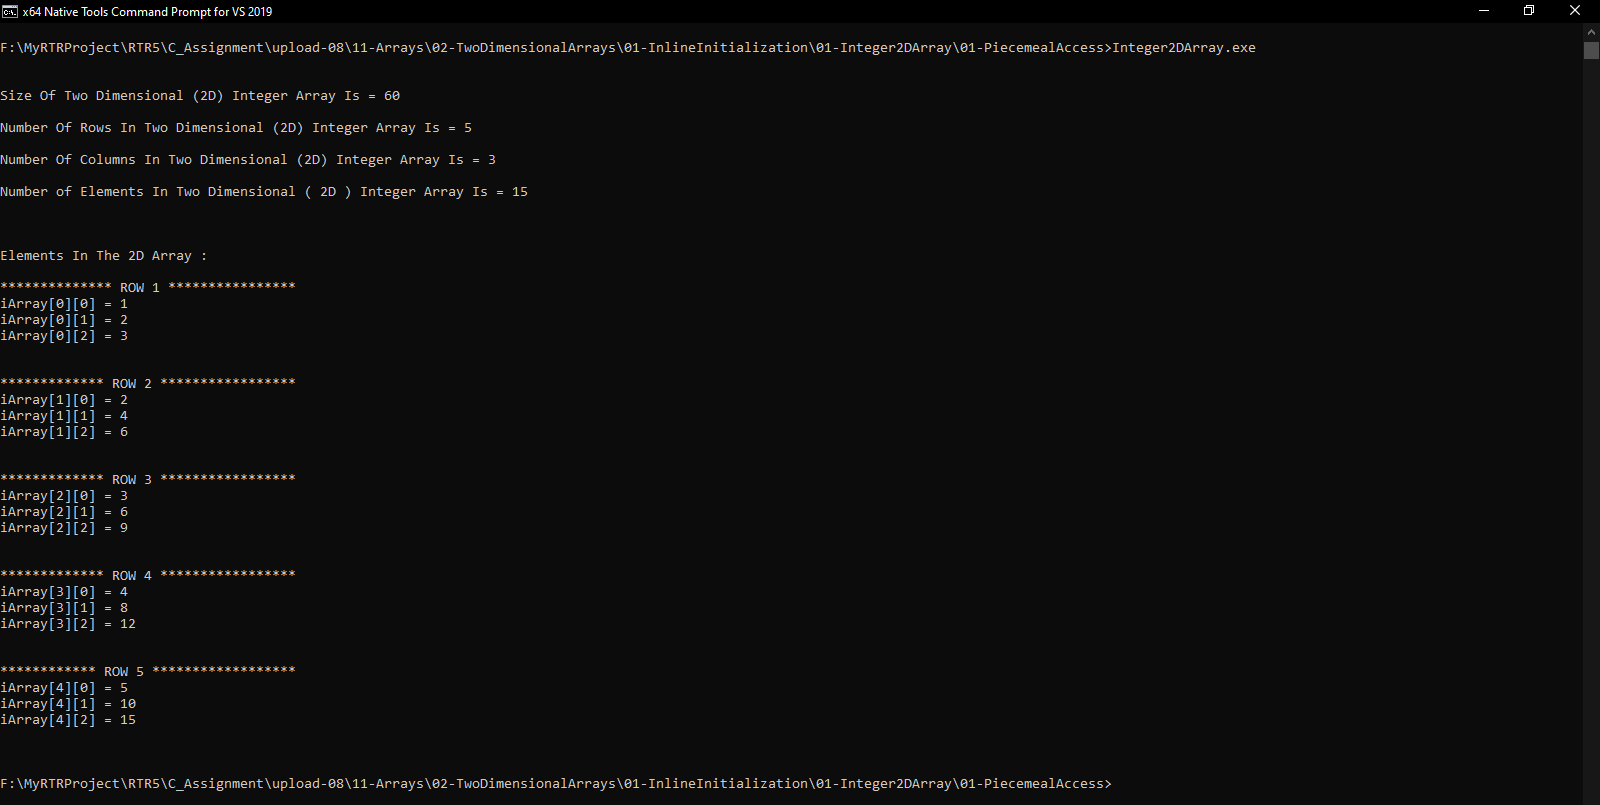 x64 Native Tools Command Prompt for VS 2019
F:\MyRTRProject\RTR5\C_Assignment\upload-08\11-Arrays\02-TwoDimensionalArrays\01-InlineInitialization\01-Integer2DArray\01-PiecemealAccess>Integer2DArray.exe
Size Of Two Dimensional (2D) Integer Array Is = 60
Number Of Rows In Two Dimensional (2D) Integer Array Is = 5
Number Of Columns In Two Dimensional (2D) Integer Array Is = 3
Number of Elements In Two Dimensional ( 2D ) Integer Array Is = 15
Elements In The 2D Array :
************** ROW 1 ****************
iArray[0][0] = 1
iArray[0][1] = 2
iArray[0][2] = 3
************* ROW 2 *****************
iArray[1][0] = 2
iArray[1][1] = 4
iArray[1][2] = 6
************* ROW 3 *****************
iArray[2][0] = 3
iArray[2][1] = 6
iArray[2][2] = 9
************* ROW 4 *****************
iArray[3][0] = 4
iArray[3][1] = 8
iArray[3][2] = 12
************ ROW 5 ******************
iArray[4][0] = 5
iArray[4][1] = 10
iArray[4][2] = 15
F:\MyRTRProject\RTR5\C_Assignment\upload-08\11-Arrays\02-TwoDimensionalArrays\01-InlineInitialization\01-Integer2DArray\01-PiecemealAccess>